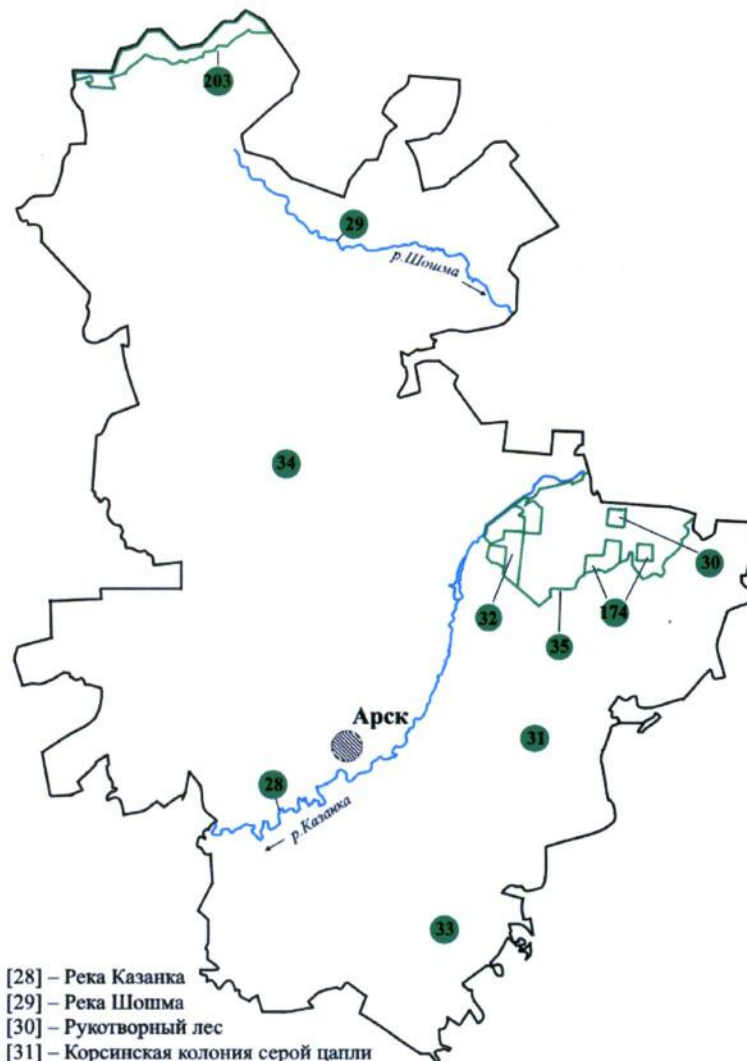 203
29
р.Шошма
34
30
32
174
35
Арск
31
28
р.Казанка
33
[28] – Река Казанка
[29] – Река Шошма
[30] – Рукотворный лес
[31] – Корсинская колония серой цапли